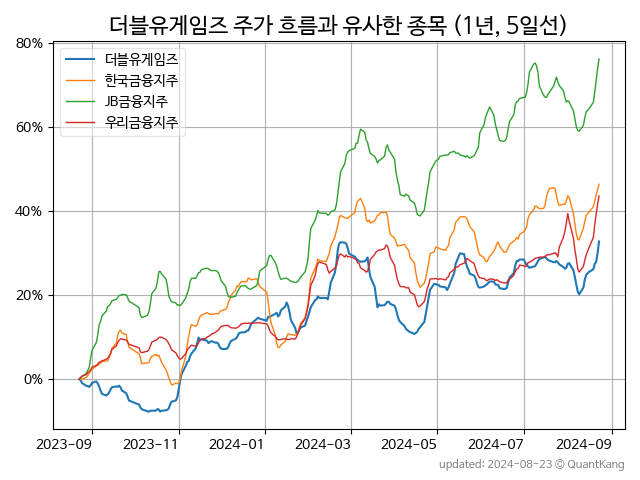 더블유게임즈 주가 흐름과 유사한 종목 (1년, 5일선)
80%
60%
40%
20%
0%
더블유게임즈
한국금융지주
JB금융지주
우리금융지주
2023-09 2023-11 2024-01 2024-03 2024-05 2024-07 2024-09
updated: 2024-08-23 © QuantKang